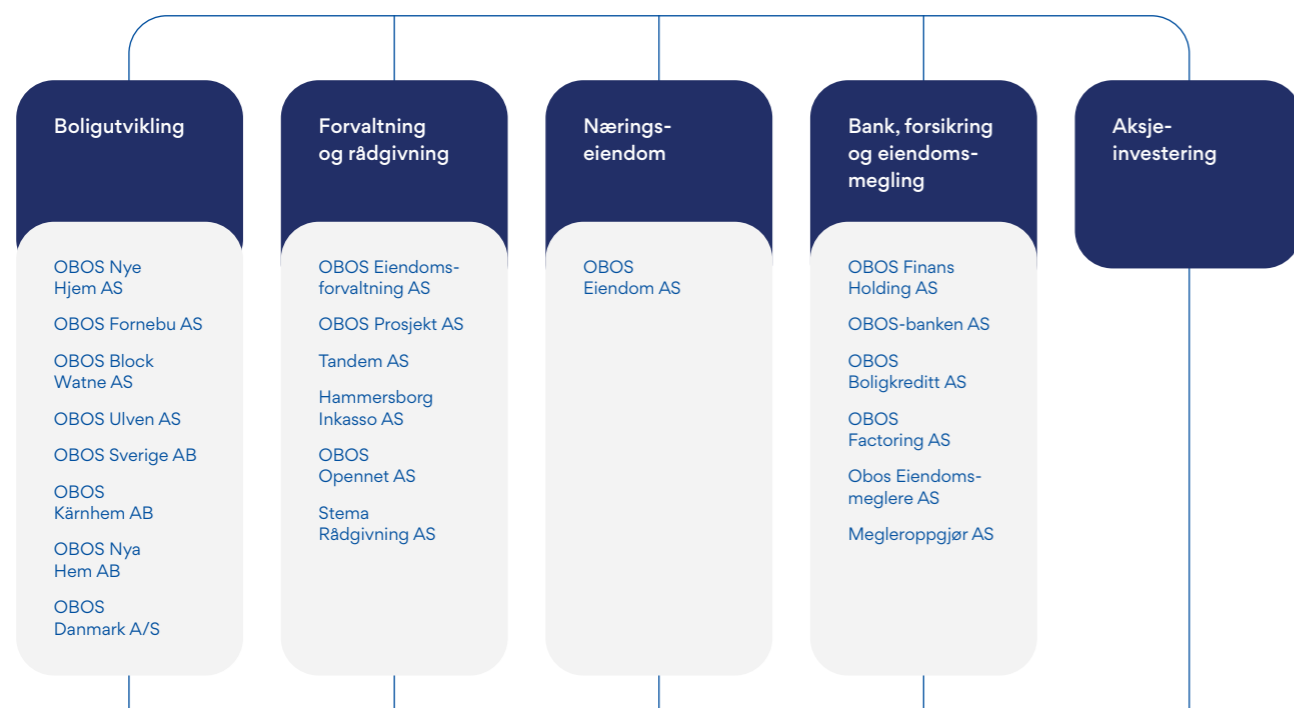 Boligutvikling
OBOS Nye
Hjem AS
OBOS Fornebu AS
OBOS Block
Watne AS
OBOS Ulven AS
OBOS Sverige AB
OBOS
Kärnhem AB
OBOS Nya
Hem AB
OBOS
Danmark A/S
Forvaltning
og rådgivning
OBOS Eiendoms-
forvaltning AS
OBOS Prosjekt AS
Tandem AS
Hammersborg
Inkasso AS
OBOS
Opennet AS
Stema
Rådgivning AS
Nærings-
eiendom
OBOS
Eiendom AS
Bank, forsikring
og eiendoms-
megling
OBOS Finans
Holding AS
OBOS-banken AS
OBOS
Boligkreditt AS
OBOS
Factoring AS
Obos Eiendoms-
meglere AS
Megleroppgjør AS
Aksje-
investering